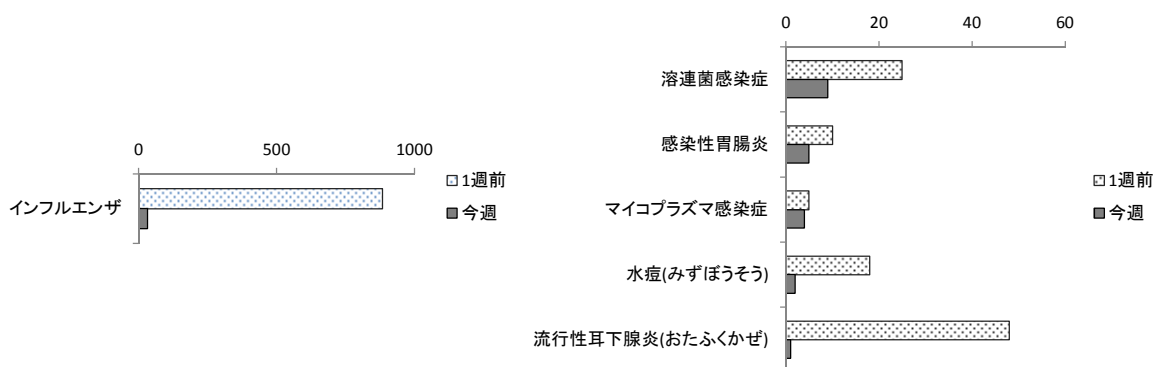 0 500 1000
インフルエンザ
□1週前
■今週
0 20 40 60
溶連菌感染症
感染性胃腸炎
マイコプラズマ感染症
水痘(みずぼうそう)
流行性耳下腺炎(おたふくかぜ)
□1週前
■今週